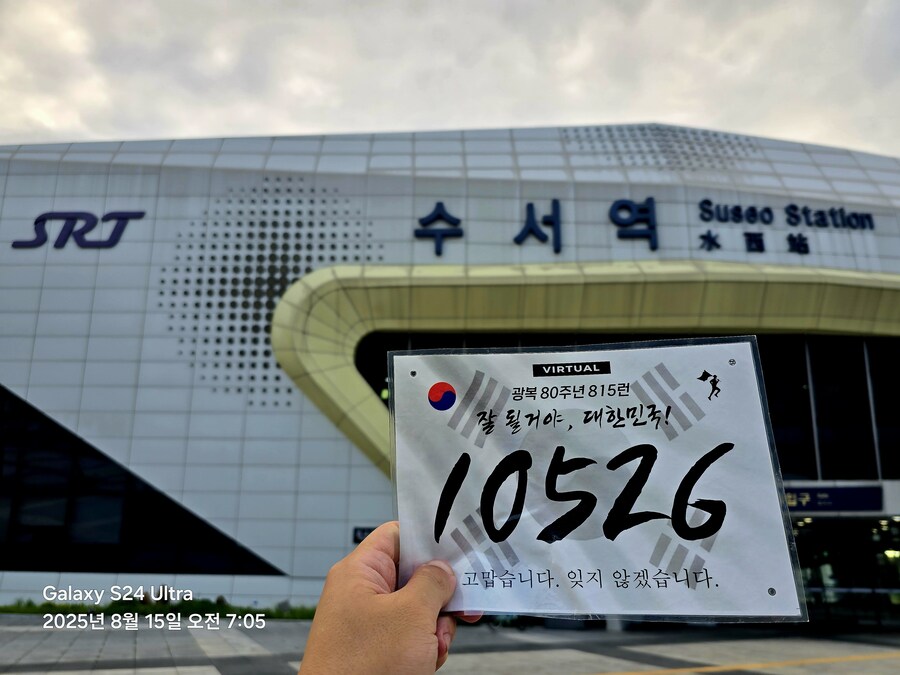 SRT
수서역
Suseo Station
水西站
VIRTUAL
광복 80주년 815런
잘 될거야, 대한민국!
10526
고맙습니다. 잊지 않겠습니다.
입구
Galaxy S24 Ultra
2025년 8월 15일 오전 7:05